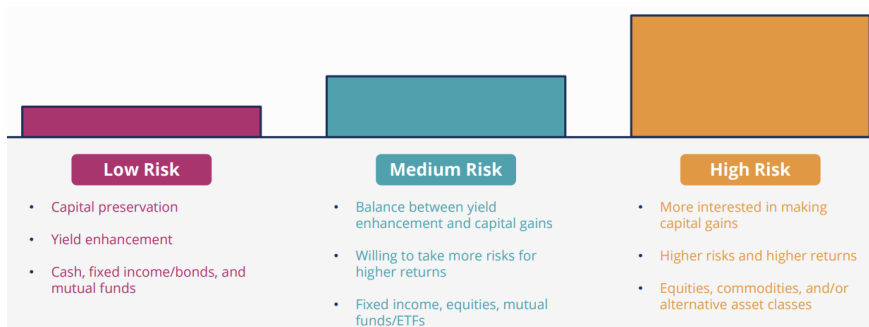 Low Risk
• Capital preservation
• Yield enhancement
• Cash, fixed income/bonds, and
mutual funds
Medium Risk
• Balance between yield
enhancement and capital gains
• Willing to take more risks for
higher returns
• Fixed income, equities, mutual
funds/ETFs
High Risk
• More interested in making
capital gains
• Higher risks and higher returns
• Equities, commodities, and/or
alternative asset classes